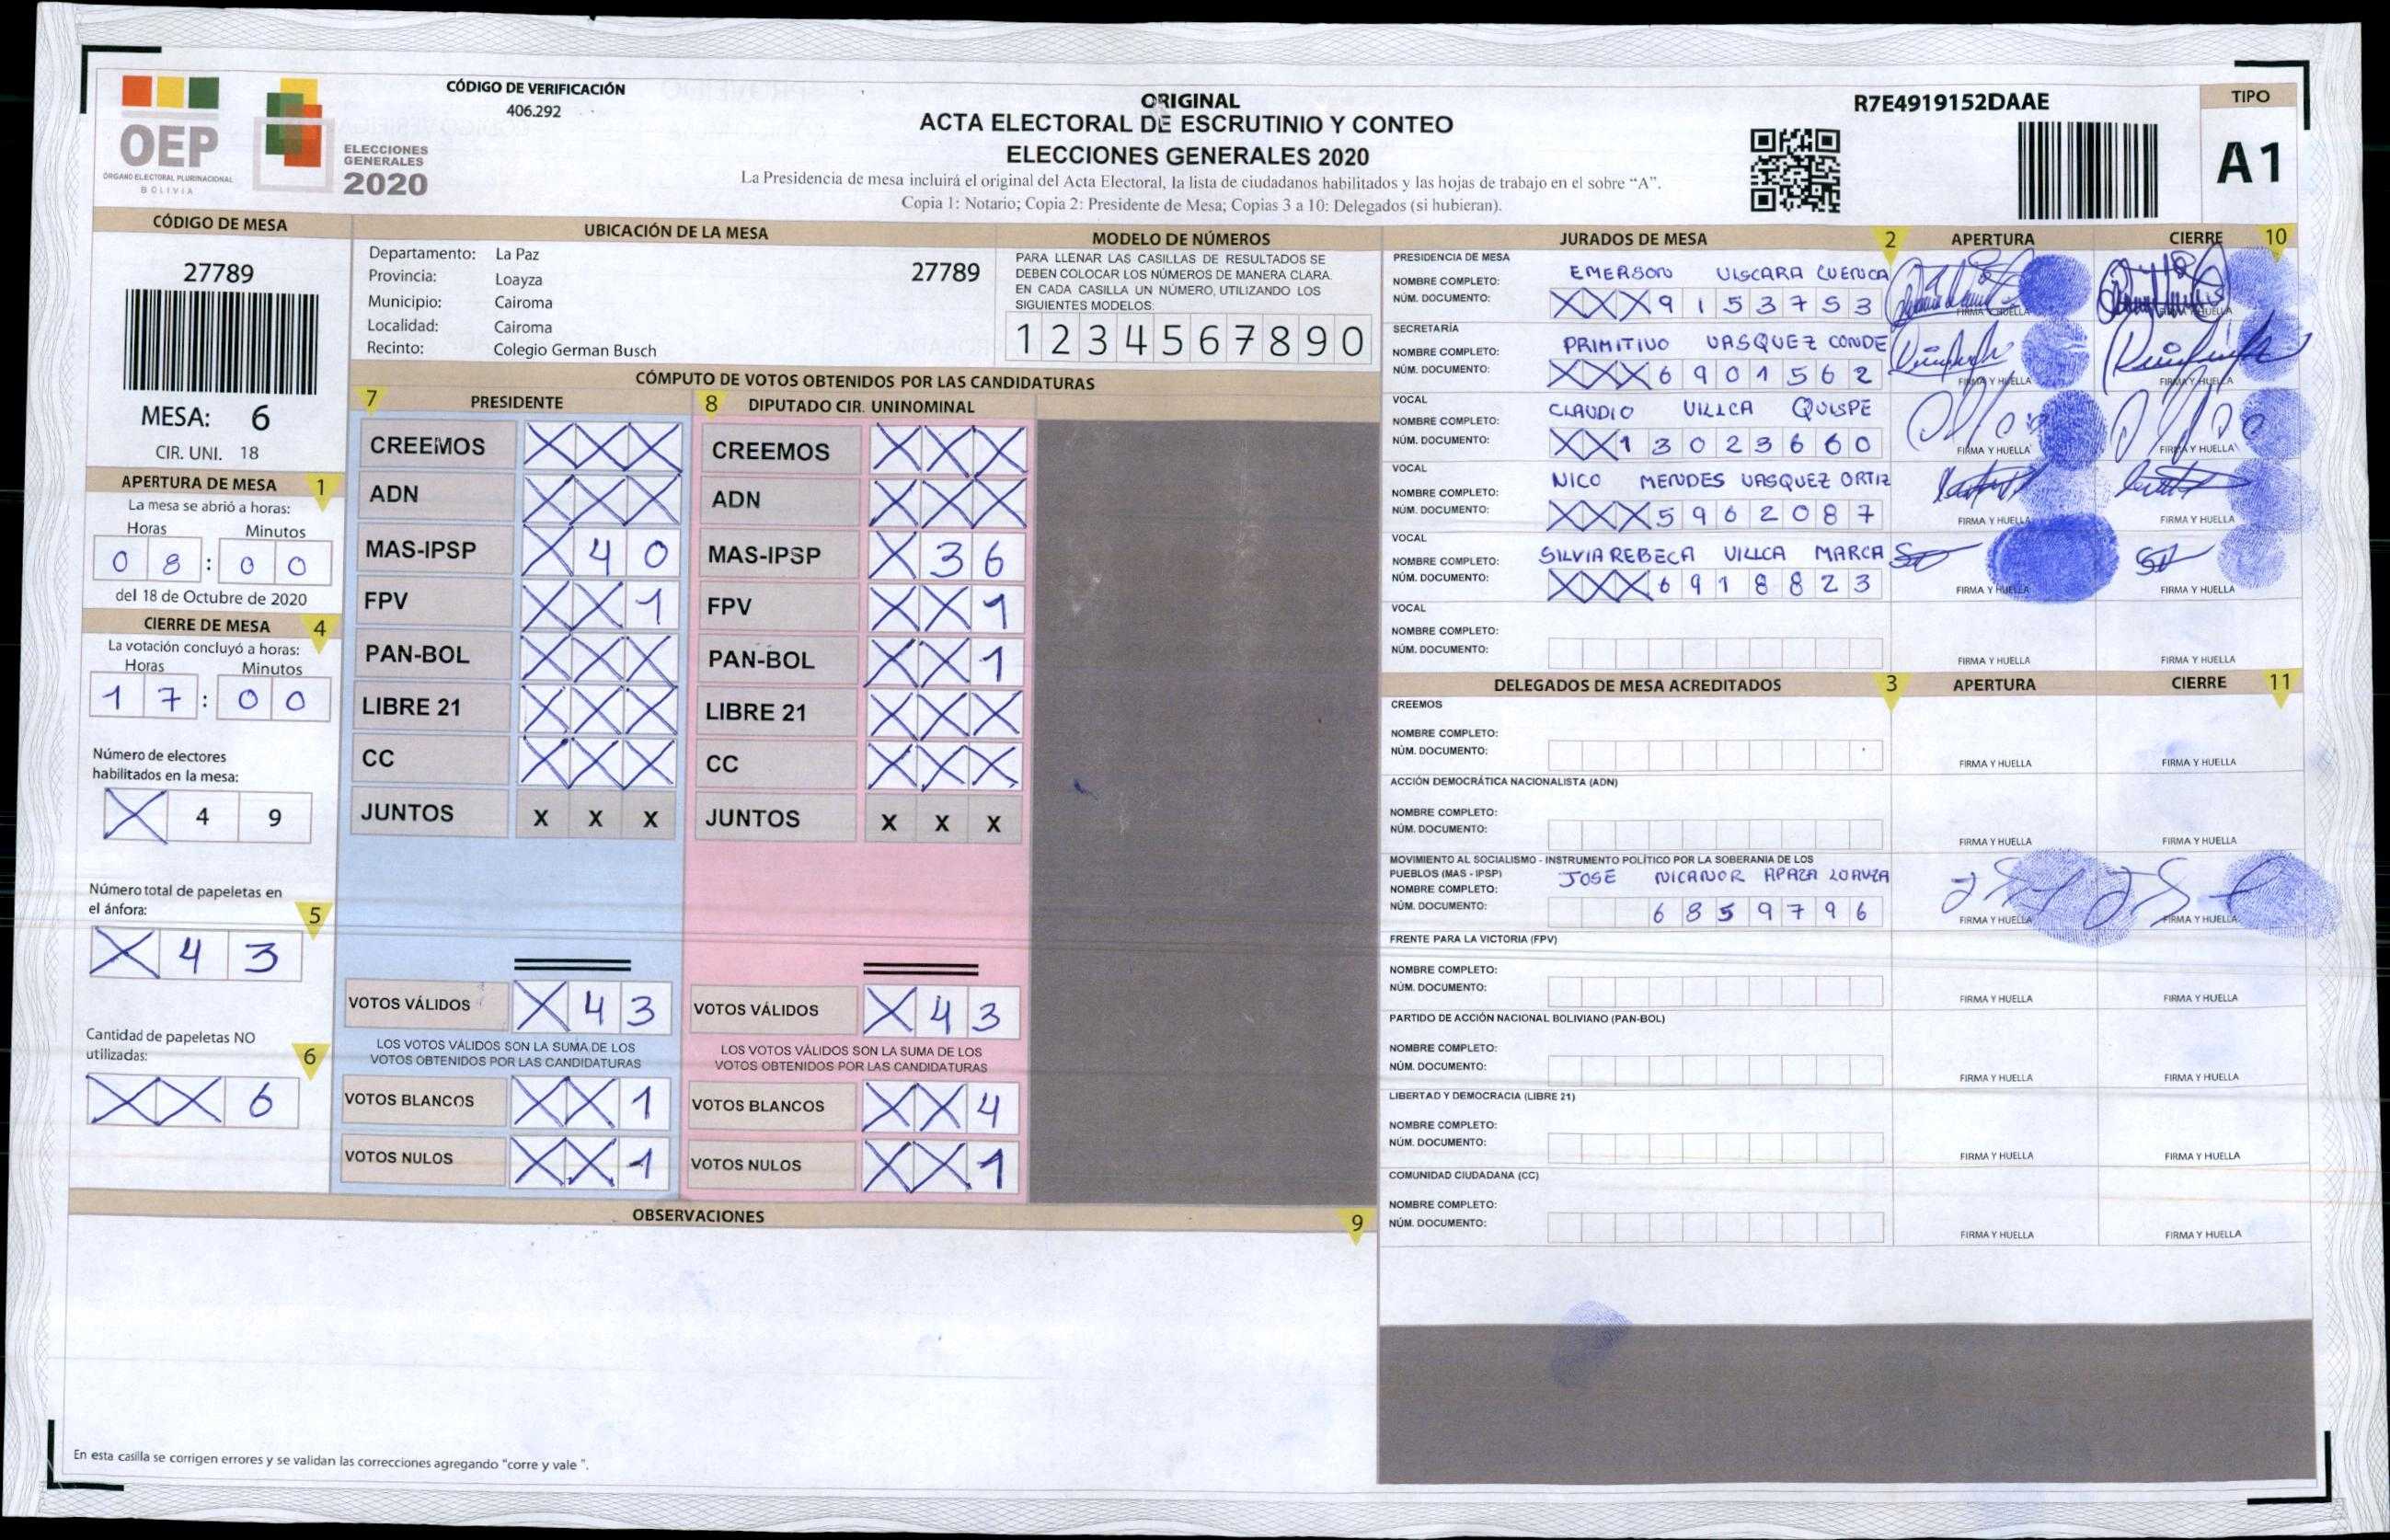 OEP
ÓRGANO ELECTORAL PLURINACIONAL
BOLIVIA
ELECCIONES
GENERALES
2020
CÓDIGO DE VERIFICACIÓN
406.292
ORIGINAL
ACTA ELECTORAL DE ESCRUTINIO Y CONTEO
ELECCIONES GENERALES 2020
La Presidencia de mesa incluirá el original del Acta Electoral, la lista de ciudadanos habilitados y las hojas de trabajo en el sobre “A”.
Copia 1: Notario; Copia 2: Presidente de Mesa; Copias 3 a 10: Delegados (si hubieran).
R7E4919152DAAE
TIPO
A1
CÓDIGO DE MESA
27789
MESA: 6
CIR. UNI. 18
APERTURA DE MESA 1
La mesa se abrió a horas:
Horas Minutos
0 8 : 0 0
del 18 de Octubre de 2020
CIERRE DE MESA 4
La votación concluyó a horas:
Horas Minutos
1 7 : 0 0
Número de electores
habilitados en la mesa:
X 4 9
Número total de papeletas en
el ánfora: 5
X 4 3
Cantidad de papeletas NO
utilizadas: 6
X X 6
UBICACIÓN DE LA MESA
Departamento: La Paz 27789
Provincia: Loayza
Municipio: Cairoma
Localidad: Cairoma
Recinto: Colegio German Busch
MODELO DE NÚMEROS
PARA LLENAR LAS CASILLAS DE RESULTADOS SE
DEBEN COLOCAR LOS NÚMEROS DE MANERA CLARA.
EN CADA CASILLA UN NÚMERO, UTILIZANDO LOS
SIGUIENTES MODELOS:
1 2 3 4 5 6 7 8 9 0
CÓMPUTO DE VOTOS OBTENIDOS POR LAS CANDIDATURAS
7 PRESIDENTE
CREEMOS X X X
ADN X X X
MAS-IPSP X 4 0
FPV X X 1
PAN-BOL X X X
LIBRE 21 X X X
CC X X X
JUNTOS X X X
VOTOS VÁLIDOS X 4 3
LOS VOTOS VÁLIDOS SON LA SUMA DE LOS
VOTOS OBTENIDOS POR LAS CANDIDATURAS
VOTOS BLANCOS X X 1
VOTOS NULOS X X 1
8 DIPUTADO CIR. UNINOMINAL
CREEMOS X X X
ADN X X X
MAS-IPSP X 3 6
FPV X X 1
PAN-BOL X X 1
LIBRE 21 X X X
CC X X X
JUNTOS X X X
VOTOS VÁLIDOS X 4 3
LOS VOTOS VÁLIDOS SON LA SUMA DE LOS
VOTOS OBTENIDOS POR LAS CANDIDATURAS
VOTOS BLANCOS X X 4
VOTOS NULOS X X 1
OBSERVACIONES 9
En esta casilla se corrigen errores y se validan las correcciones agregando "corre y vale ".
JURADOS DE MESA 2 APERTURA CIERRE 10
PRESIDENCIA DE MESA
NOMBRE COMPLETO: EMERSON VISCARA CUENCA
NÚM. DOCUMENTO: X X X 9 1 5 3 7 5 3 FIRMA Y HUELLA FIRMA Y HUELLA
SECRETARÍA
NOMBRE COMPLETO: PRIMITIVO VASQUEZ CONDE
NÚM. DOCUMENTO: X X X 6 9 0 1 5 6 2 FIRMA Y HUELLA FIRMA Y HUELLA
VOCAL
NOMBRE COMPLETO: CLAUDIO VILLCA QUISPE
NÚM. DOCUMENTO: X X 1 3 0 2 3 6 6 0 FIRMA Y HUELLA FIRMA Y HUELLA
VOCAL
NOMBRE COMPLETO: NICO MENDES VASQUEZ ORTIZ
NÚM. DOCUMENTO: X X X 5 9 6 2 0 8 7 FIRMA Y HUELLA FIRMA Y HUELLA
VOCAL
NOMBRE COMPLETO: SILVIA REBECA VILLCA MARCA
NÚM. DOCUMENTO: X X X 6 9 1 8 8 2 3 FIRMA Y HUELLA FIRMA Y HUELLA
VOCAL
NOMBRE COMPLETO:
NÚM. DOCUMENTO: FIRMA Y HUELLA FIRMA Y HUELLA
DELEGADOS DE MESA ACREDITADOS 3 APERTURA CIERRE 11
CREEMOS
NOMBRE COMPLETO:
NÚM. DOCUMENTO: FIRMA Y HUELLA FIRMA Y HUELLA
ACCIÓN DEMOCRÁTICA NACIONALISTA (ADN)
NOMBRE COMPLETO:
NÚM. DOCUMENTO: FIRMA Y HUELLA FIRMA Y HUELLA
MOVIMIENTO AL SOCIALISMO - INSTRUMENTO POLÍTICO POR LA SOBERANIA DE LOS
PUEBLOS (MAS - IPSP) JOSE NICANOR APAZA LOAYZA
NOMBRE COMPLETO:
NÚM. DOCUMENTO: 6 8 5 9 7 9 6 FIRMA Y HUELLA FIRMA Y HUELLA
FRENTE PARA LA VICTORIA (FPV)
NOMBRE COMPLETO:
NÚM. DOCUMENTO: FIRMA Y HUELLA FIRMA Y HUELLA
PARTIDO DE ACCIÓN NACIONAL BOLIVIANO (PAN-BOL)
NOMBRE COMPLETO:
NÚM. DOCUMENTO: FIRMA Y HUELLA FIRMA Y HUELLA
LIBERTAD Y DEMOCRACIA (LIBRE 21)
NOMBRE COMPLETO:
NÚM. DOCUMENTO: FIRMA Y HUELLA FIRMA Y HUELLA
COMUNIDAD CIUDADANA (CC)
NOMBRE COMPLETO:
NÚM. DOCUMENTO: FIRMA Y HUELLA FIRMA Y HUELLA